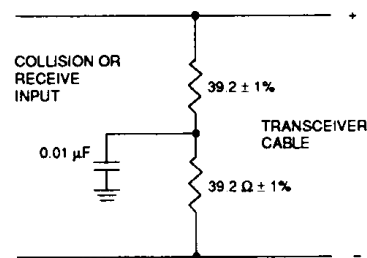 +
COLLISION OR
RECEIVE
INPUT
39.2 ± 1%
TRANSCEIVER
CABLE
0.01 µF
39.2 Ω ± 1%
−